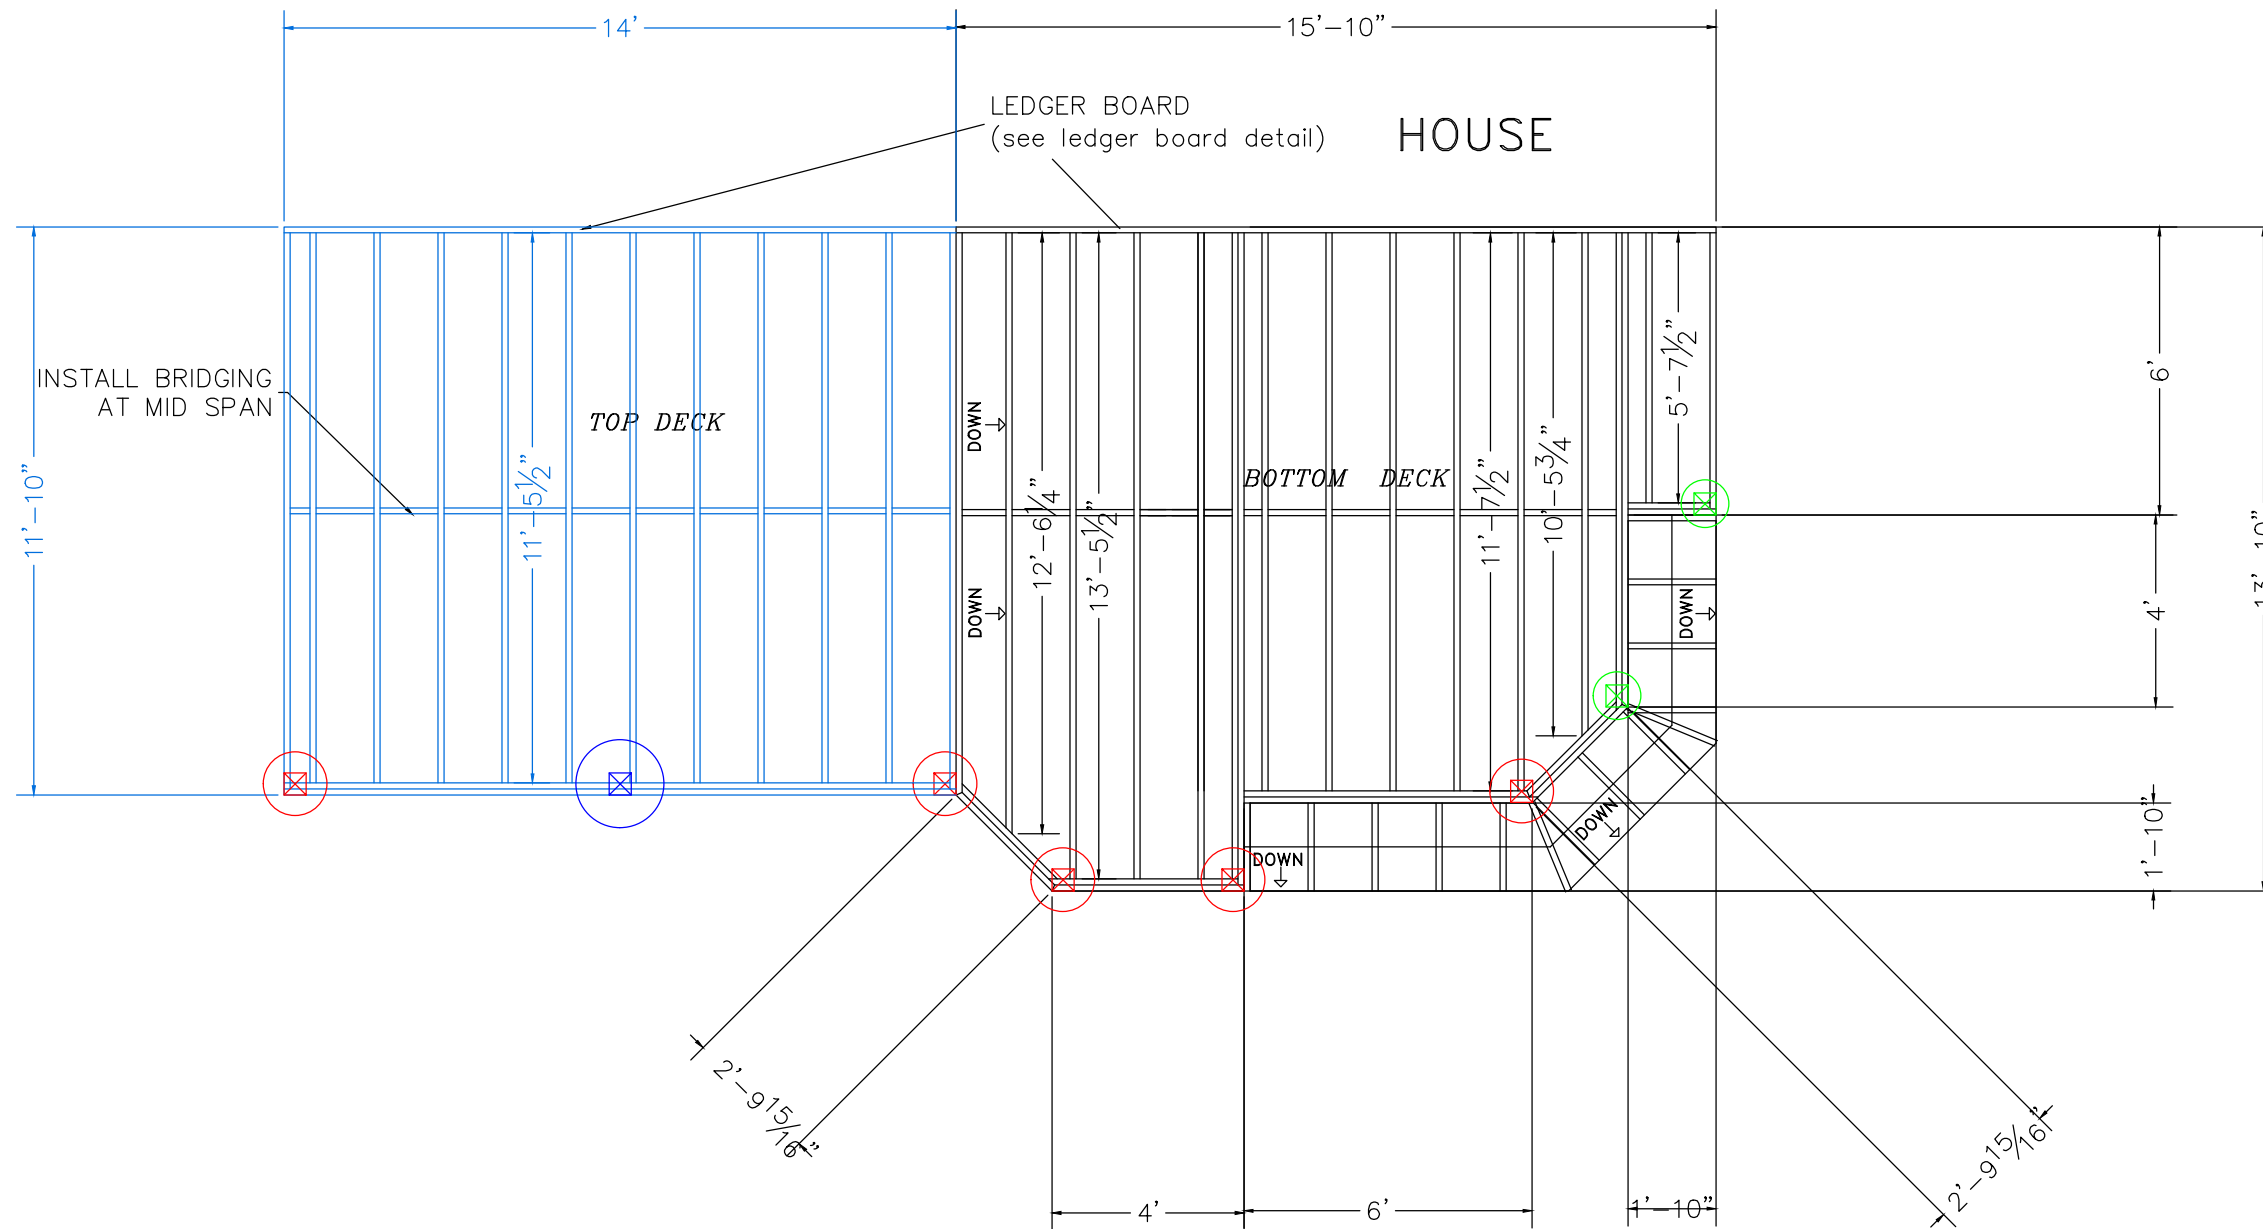 14'
15'-10"
LEDGER BOARD
(see ledger board detail)
HOUSE
INSTALL BRIDGING
AT MID SPAN
TOP DECK
BOTTOM DECK
11'-10"
11'-5½"
DOWN
DOWN
12'-6¼"
13'-5½"
11'-7½"
10'-5¾"
5'-7½"
6'
4'
DOWN
DOWN
DOWN
1'-10"
2'-9 15/16"
2'-9 15/16"
4'
6'
1'-10"